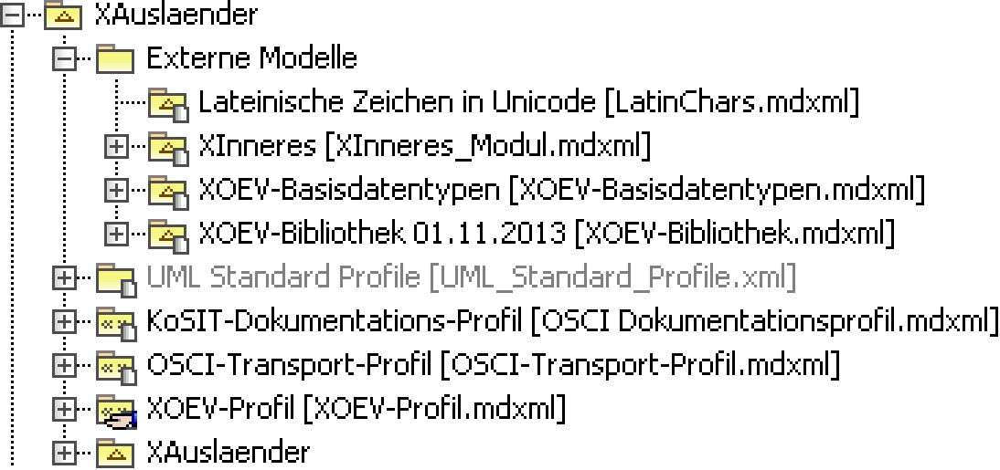 XAuslaender
Externe Modelle
Lateinische Zeichen in Unicode [LatinChars.mdxml]
XInneres [XInneres_Modul.mdxml]
XOEV-Basisdatentypen [XOEV-Basisdatentypen.mdxml]
XOEV-Bibliothek 01.11.2013 [XOEV-Bibliothek.mdxml]
UML Standard Profile [UML_Standard_Profile.xml]
KoSIT-Dokumentations-Profil [OSCI Dokumentationsprofil.mdxml]
OSCI-Transport-Profil [OSCI-Transport-Profil.mdxml]
XOEV-Profil [XOEV-Profil.mdxml]
XAuslaender